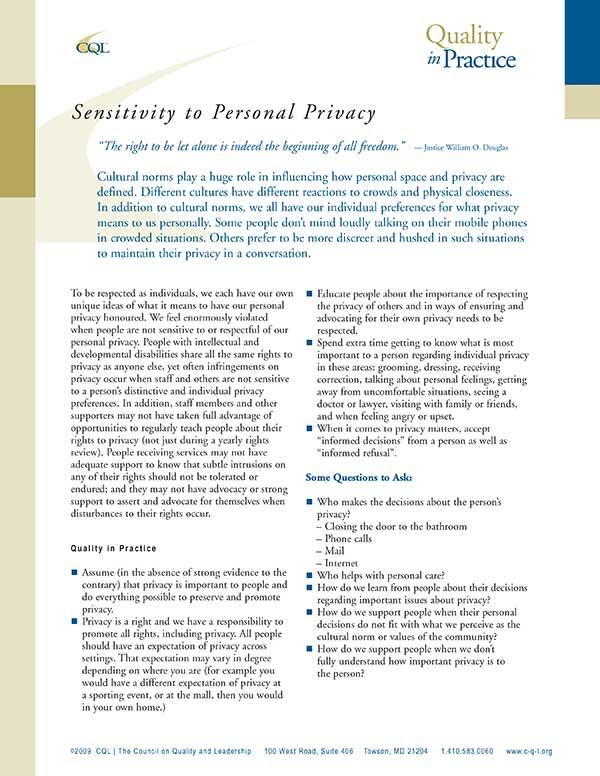 CQL
Quality
in Practice
Sensitivity to Personal Privacy
“The right to be let alone is indeed the beginning of all freedom.” — Justice William O. Douglas
Cultural norms play a huge role in influencing how personal space and privacy are
defined. Different cultures have different reactions to crowds and physical closeness.
In addition to cultural norms, we all have our individual preferences for what privacy
means to us personally. Some people don’t mind loudly talking on their mobile phones
in crowded situations. Others prefer to be more discreet and hushed in such situations
to maintain their privacy in a conversation.
To be respected as individuals, we each have our own
unique ideas of what it means to have our personal
privacy honoured. We feel enormously violated
when people are not sensitive to or respectful of our
personal privacy. People with intellectual and
developmental disabilities share all the same rights to
privacy as anyone else, yet often infringements on
privacy occur when staff and others are not sensitive
to a person’s distinctive and individual privacy
preferences. In addition, staff members and other
supporters may not have taken full advantage of
opportunities to regularly teach people about their
rights to privacy (not just during a yearly rights
review). People receiving services may not have
adequate support to know that subtle intrusions on
any of their rights should not be tolerated or
endured; and they may not have advocacy or strong
support to assert and advocate for themselves when
disturbances to their rights occur.
Quality in Practice
■ Assume (in the absence of strong evidence to the
contrary) that privacy is important to people and
do everything possible to preserve and promote
privacy.
■ Privacy is a right and we have a responsibility to
promote all rights, including privacy. All people
should have an expectation of privacy across
settings. That expectation may vary in degree
depending on where you are (for example you
would have a different expectation of privacy at
a sporting event, or at the mall, then you would
in your own home.)
■ Educate people about the importance of respecting
the privacy of others and in ways of ensuring and
advocating for their own privacy needs to be
respected.
■ Spend extra time getting to know what is most
important to a person regarding individual privacy
in these areas: grooming, dressing, receiving
correction, talking about personal feelings, getting
away from uncomfortable situations, seeing a
doctor or lawyer, visiting with family or friends,
and when feeling angry or upset.
■ When it comes to privacy matters, accept
“informed decisions” from a person as well as
“informed refusal”.
Some Questions to Ask:
■ Who makes the decisions about the person’s
privacy?
– Closing the door to the bathroom
– Phone calls
– Mail
– Internet
■ Who helps with personal care?
■ How do we learn from people about their decisions
regarding important issues about privacy?
■ How do we support people when their personal
decisions do not fit with what we perceive as the
cultural norm or values of the community?
■ How do we support people when we don’t
fully understand how important privacy is to
the person?
©2009 CQL | The Council on Quality and Leadership 100 West Road, Suite 406 Towson, MD 21204 1.410.583.0060 www.c-q-l.org